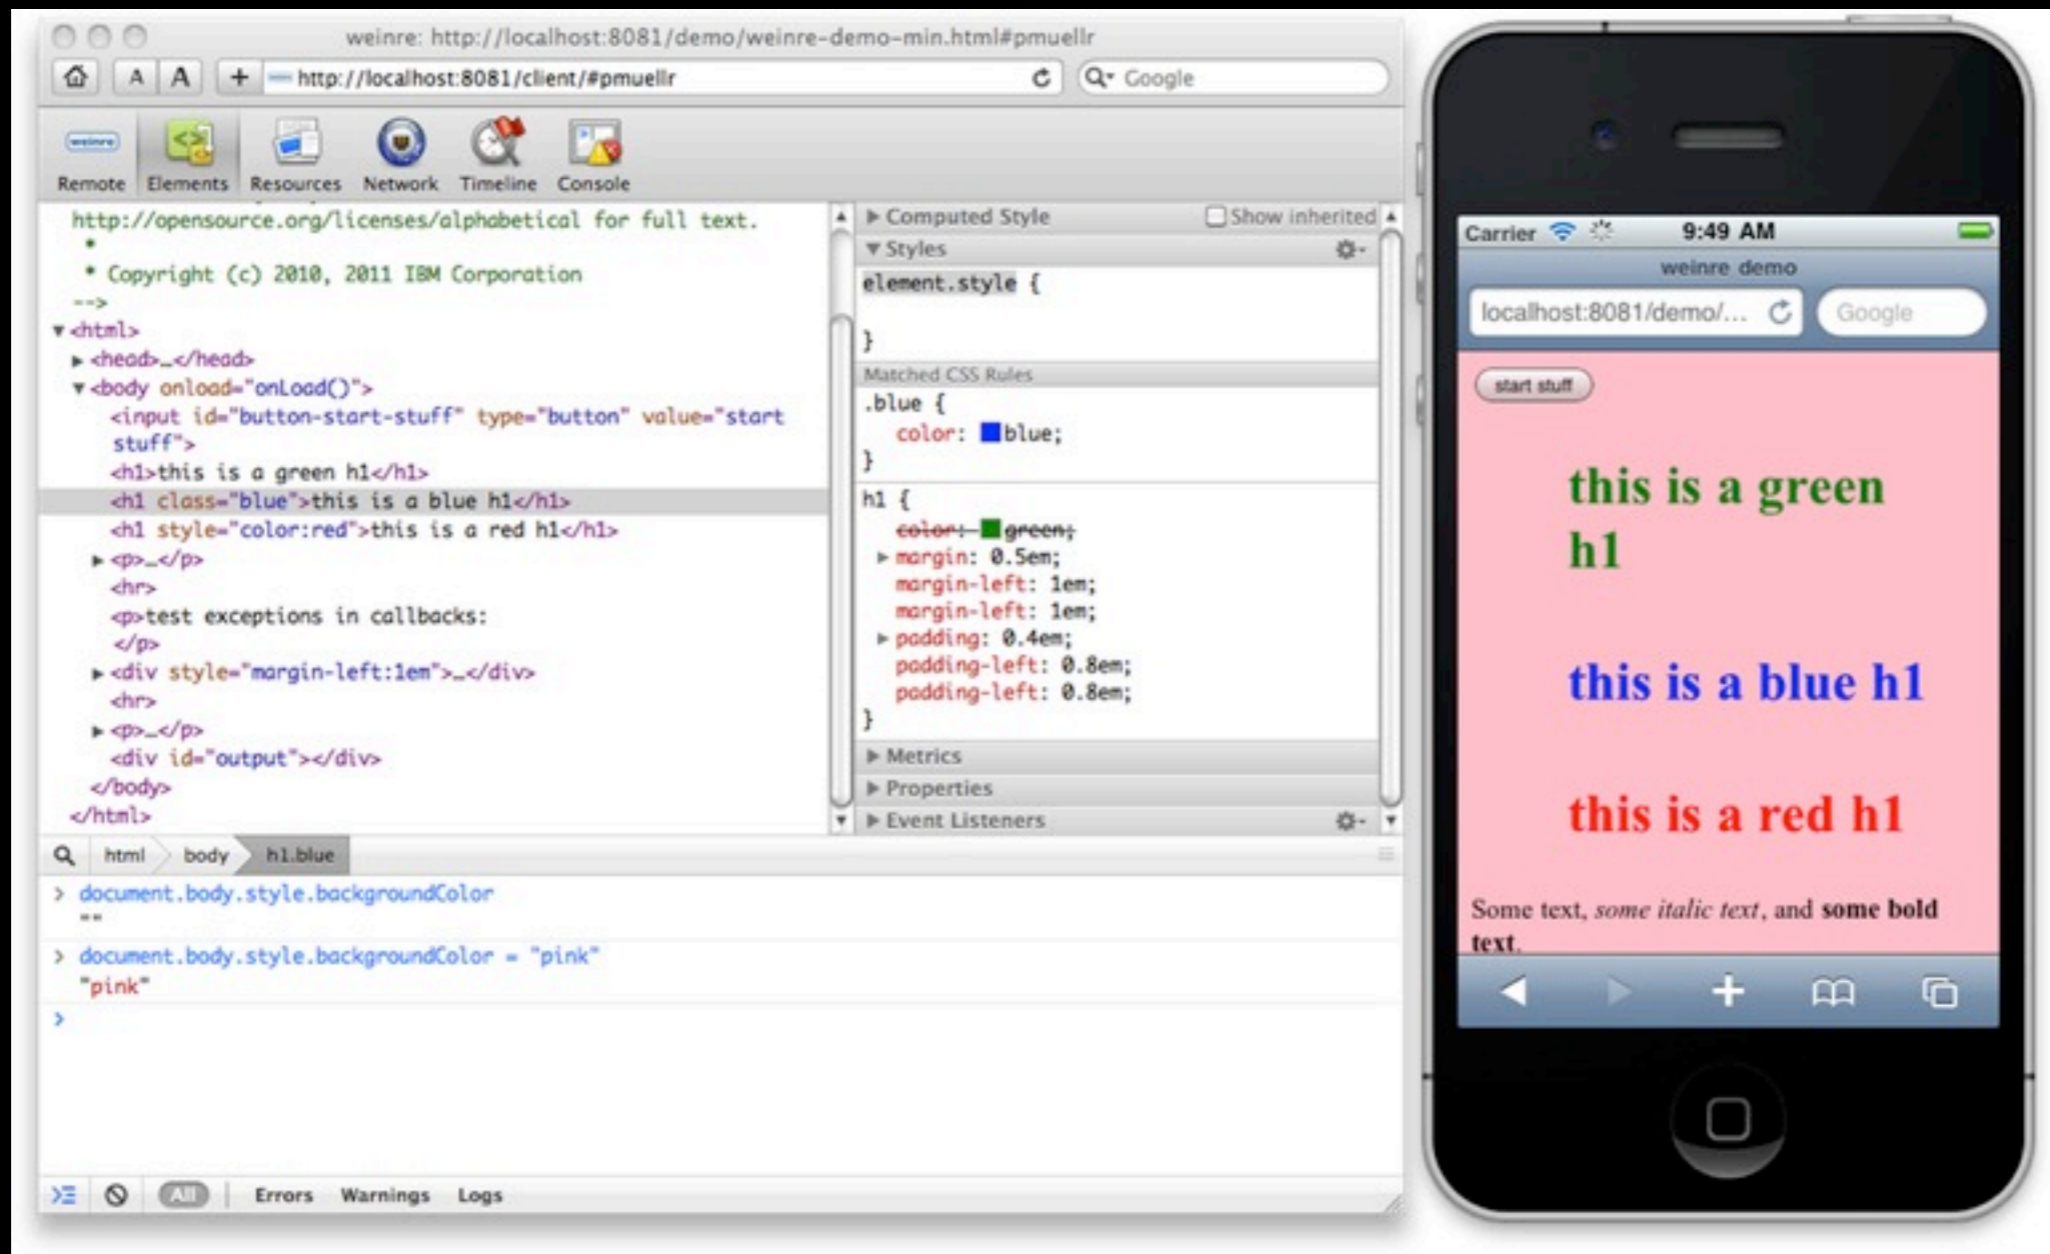 weinre: http://localhost:8081/demo/weinre-demo-min.html#pmuellr
A A + http://localhost:8081/client/#pmuellr Google
weinre
Remote Elements Resources Network Timeline Console
http://opensource.org/licenses/alphabetical for full text.
*
* Copyright (c) 2010, 2011 IBM Corporation
-->
<html>
<head>…</head>
<body onload="onLoad()">
<input id="button-start-stuff" type="button" value="start
stuff">
<h1>this is a green h1</h1>
<h1 class="blue">this is a blue h1</h1>
<h1 style="color:red">this is a red h1</h1>
<p>…</p>
<hr>
<p>test exceptions in callbacks:
</p>
<div style="margin-left:1em">…</div>
<hr>
<p>…</p>
<div id="output"></div>
</body>
</html>
Computed Style Show inherited
Styles
element.style {
}
Matched CSS Rules
.blue {
color: blue;
}
h1 {
color: green;
margin: 0.5em;
margin-left: 1em;
margin-left: 1em;
padding: 0.4em;
padding-left: 0.8em;
padding-left: 0.8em;
}
Metrics
Properties
Event Listeners
html body h1.blue
> document.body.style.backgroundColor
""
> document.body.style.backgroundColor = "pink"
"pink"
>
All Errors Warnings Logs
Carrier 9:49 AM
weinre demo
localhost:8081/demo/... Google
start stuff
this is a green
h1
this is a blue h1
this is a red h1
Some text, some italic text, and some bold
text.